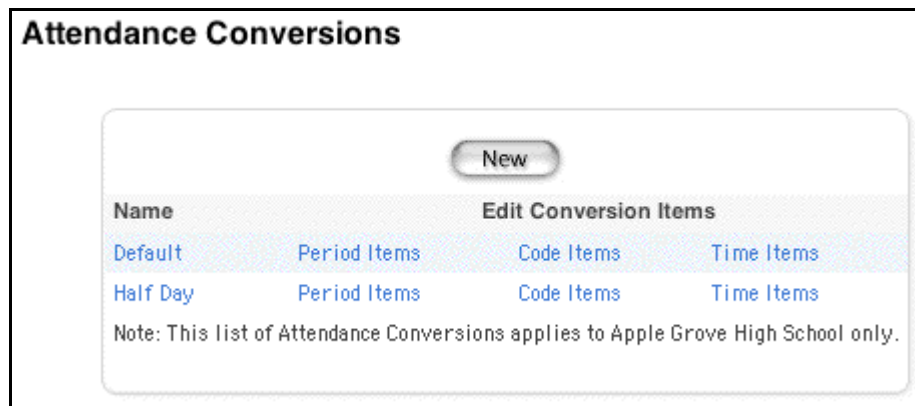 Attendance Conversions
New
Name Edit Conversion Items
Default Period Items Code Items Time Items
Half Day Period Items Code Items Time Items
Note: This list of Attendance Conversions applies to Apple Grove High School only.